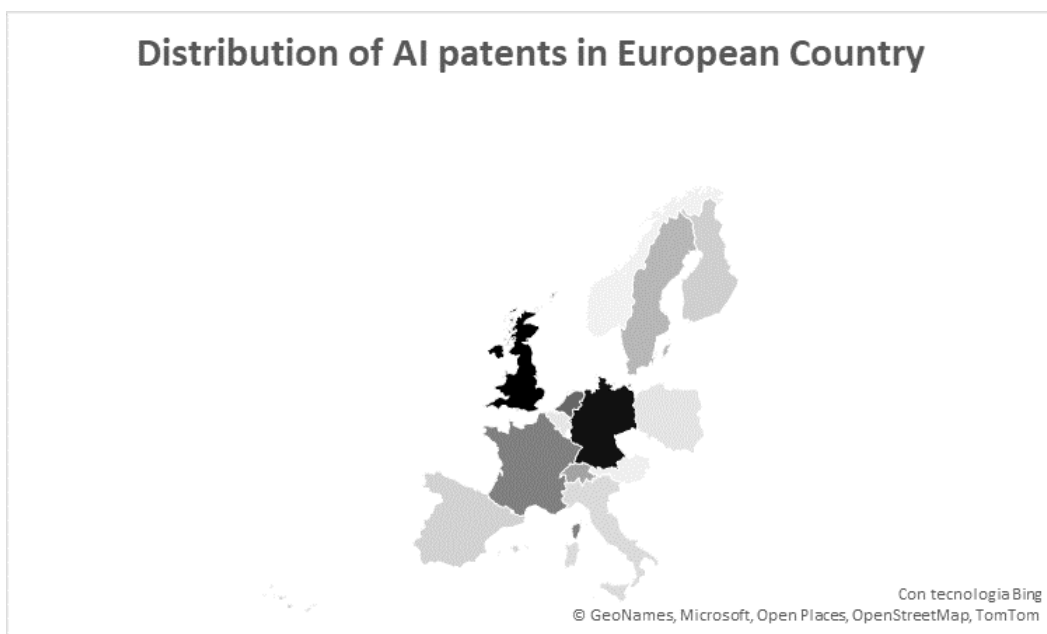 Distribution of AI patents in European Country
Con tecnologia Bing
© GeoNames, Microsoft, Open Places, OpenStreetMap, TomTom